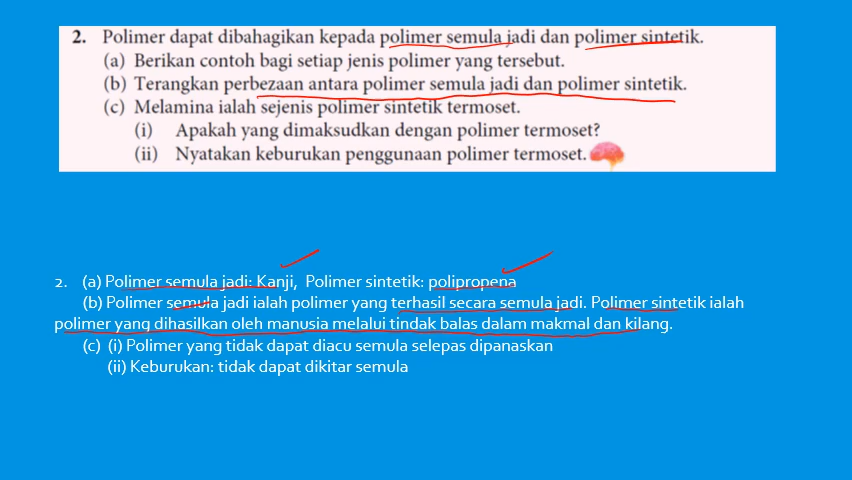 2. Polimer dapat dibahagikan kepada polimer semula jadi dan polimer sintetik.
(a) Berikan contoh bagi setiap jenis polimer yang tersebut.
(b) Terangkan perbezaan antara polimer semula jadi dan polimer sintetik.
(c) Melamina ialah sejenis polimer sintetik termoset.
(i) Apakah yang dimaksudkan dengan polimer termoset?
(ii) Nyatakan keburukan penggunaan polimer termoset.
2. (a) Polimer semula jadi: Kanji, Polimer sintetik: polipropena
(b) Polimer semula jadi ialah polimer yang terhasil secara semula jadi. Polimer sintetik ialah
polimer yang dihasilkan oleh manusia melalui tindak balas dalam makmal dan kilang.
(c) (i) Polimer yang tidak dapat diacu semula selepas dipanaskan
(ii) Keburukan: tidak dapat dikitar semula